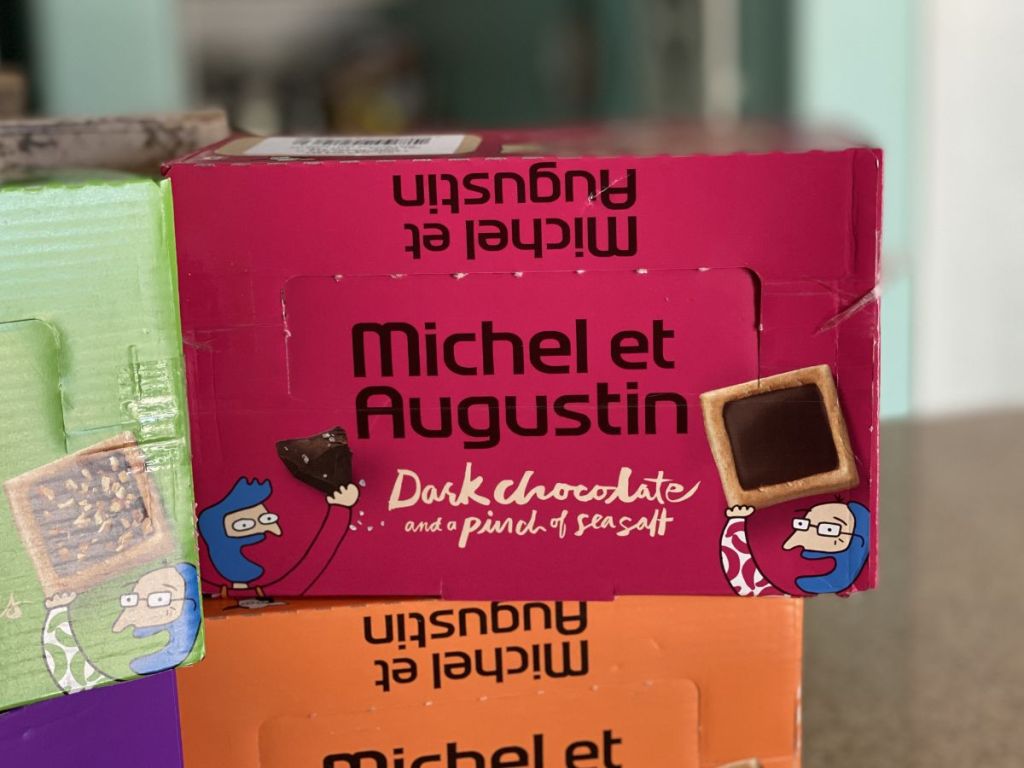 Michel et
Augustin
Michel et
Augustin
Dark chocolate
and a pinch of sea salt
Michel et
Augustin
Michel et